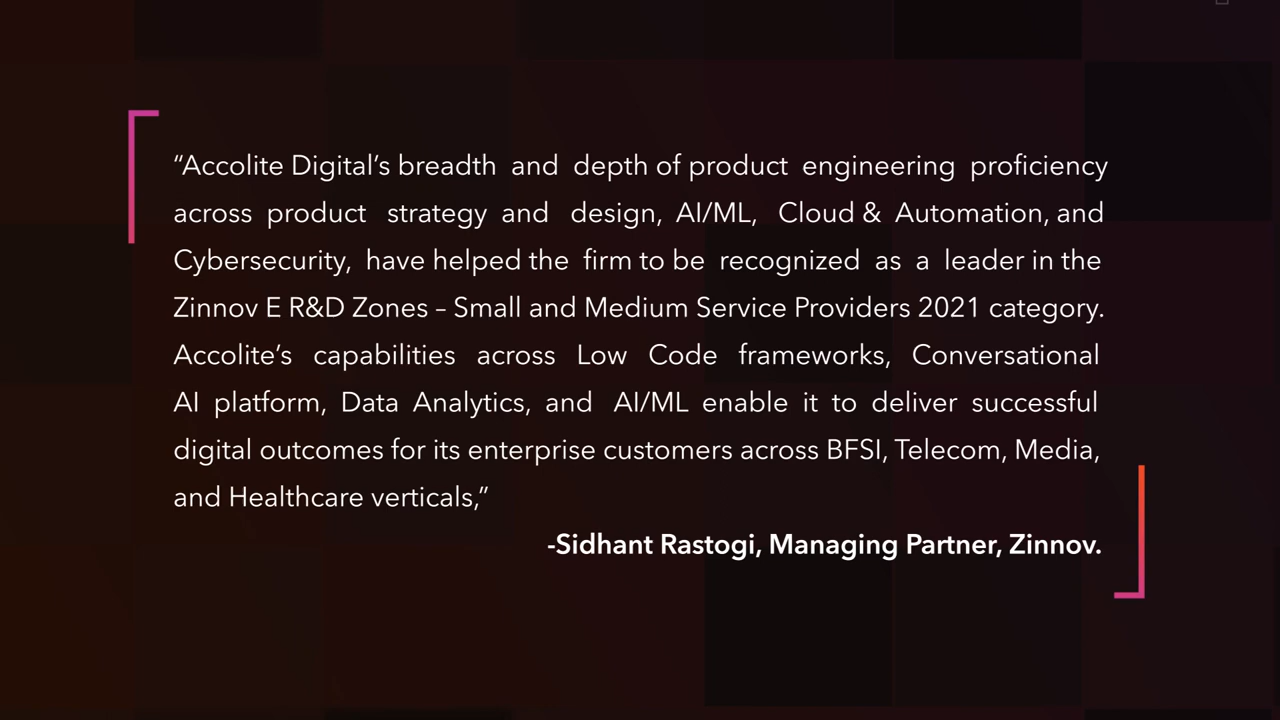 “Accolite Digital’s breadth and depth of product engineering proficiency
across product strategy and design, AI/ML, Cloud & Automation, and
Cybersecurity, have helped the firm to be recognized as a leader in the
Zinnov E R&D Zones – Small and Medium Service Providers 2021 category.
Accolite’s capabilities across Low Code frameworks, Conversational
AI platform, Data Analytics, and AI/ML enable it to deliver successful
digital outcomes for its enterprise customers across BFSI, Telecom, Media,
and Healthcare verticals,”
-Sidhant Rastogi, Managing Partner, Zinnov.